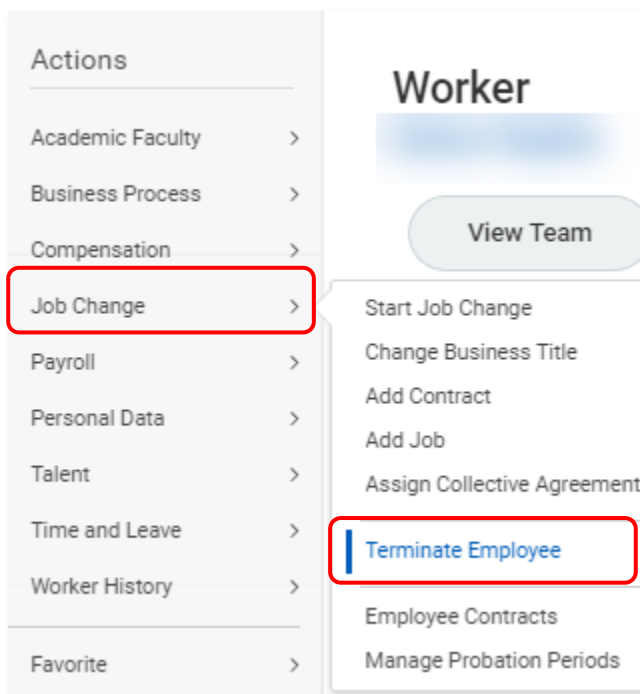 Actions
Academic Faculty
Business Process
Compensation
Job Change
Payroll
Personal Data
Talent
Time and Leave
Worker History
Favorite
Worker
View Team
Start Job Change
Change Business Title
Add Contract
Add Job
Assign Collective Agreement
Terminate Employee
Employee Contracts
Manage Probation Periods